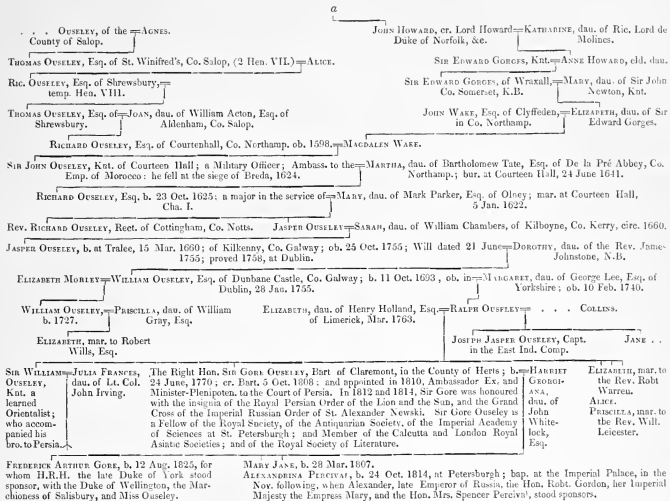 a
. . . OUSELEY, of the = AGNES.
County of Salop.
JOHN HOWARD, cr. Lord Howard = KATHARINE, dau. of Ric. Lord de
Duke of Norfolk, &c. Molines.
THOMAS OUSELEY, Esq. of St. Winifred's, Co. Salop, (2 Hen. VII.) = ALICE.
SIR EDWARD GORGES, Knt. = ANNE HOWARD, eld. dau.
RIC. OUSELEY, Esq. of Shrewsbury, =
temp. Hen. VIII.
SIR EDWARD GORGES, of Wraxall, = MARY, dau. of Sir John
Co. Somerset, K.B. Newton, Knt.
THOMAS OUSELEY, Esq. of = JOAN, dau. of William Acton, Esq. of
Shrewsbury. Aldenham, Co. Salop.
JOHN WAKE, Esq. of Clyffeden, = ELIZABETH, dau. of Sir
in Co. Northamp. Edward Gorges.
RICHARD OUSELEY, Esq. of Courtenhall, Co. Northamp. ob. 1598. = MAGDALEN WAKE.
SIR JOHN OUSELEY, Knt. of Courteen Hall; a Military Officer; Ambass. to the = MARTHA, dau. of Bartholomew Tate, Esq. of De la Pré Abbey, Co.
Emp. of Morocco: he fell at the siege of Breda, 1624. Northamp.; bur. at Courteen Hall, 24 June 1641.
RICHARD OUSELEY, Esq. b. 23 Oct. 1625: a major in the service of = MARY, dau. of Mark Parker, Esq. of Olney; mar. at Courteen Hall,
Cha. I. 5 Jan. 1622.
Rev. RICHARD OUSELEY, Rect. of Cottingham, Co. Notts. JASPER OUSELEY = SARAH, dau. of William Chambers, of Kilboyne, Co. Kerry, circ. 1660.
JASPER OUSELEY, b. at Tralee, 15 Mar. 1660; of Kilkenny, Co. Galway; ob. 25 Oct. 1755; Will dated 21 June = DOROTHY, dau. of the Rev. Jame-
1755; proved 1758, at Dublin. Johnstone, N.B.
ELIZABETH MORLEY = WILLIAM OUSELEY, Esq. of Dunbane Castle, Co. Galway; b. 11 Oct. 1693, ob. in = MARGARET, dau. of George Lee, Esq. of
Dublin, 28 Jan. 1755. Yorkshire; ob. 10 Feb. 1740.
WILLIAM OUSELEY, = PRISCILLA, dau. of William
b. 1727. Gray, Esq.
ELIZABETH, dau. of Henry Holland, Esq. = RALPH OUSELEY = . . . COLLINS.
of Limerick, Mar. 1763.
ELIZABETH, mar. to Robert
Wills, Esq.
JOSEPH JASPER OUSELEY, Capt. JANE . .
in the East Ind. Comp.
SIR WILLIAM = JULIA FRANCES,
OUSELEY, dau. of Lt. Col.
Knt. a John Irving.
learned
Orientalist;
who accom-
panied his
bro. to Persia.
The Right Hon. SIR GORE OUSELEY, Bart of Claremont, in the County of Herts; b. = HARRIET
24 June, 1770; cr. Bart. 5 Oct. 1808; and appointed in 1810, Ambassador Ex. and GEORGI-
Minister-Plenipoten. to the Court of Persia. In 1812 and 1814, Sir Gore was honoured ANA,
with the insignia of the Royal Persian Order of the Lion and the Sun, and the Grand dau. of
Cross of the Imperial Russian Order of St. Alexander Newski. Sir Gore Ouseley is John
a Fellow of the Royal Society, of the Antiquarian Society, of the Imperial Academy White-
of Sciences at St. Petersburgh; and Member of the Calcutta and London Royal lock,
Asiatic Societies; and of the Royal Society of Literature. Esq.
ELIZABETH, mar. to
the Rev. Robt
Warren.
ALICE.
PRISCILLA, mar. to
the Rev. Will.
Leicester.
FREDERICK ARTHUR GORE, b. 12 Aug. 1825, for
whom H.R.H. the late Duke of York stood
sponsor, with the Duke of Wellington, the Mar-
chioness of Salisbury, and Miss Ouseley.
MARY JANE, b. 28 Mar. 1807.
ALEXANDRINA PERCIVAL, b. 24 Oct. 1814, at Petersburgh; bap. at the Imperial Palace, in the
Nov. following, when Alexander, late Emperor of Russia, the Hon. Robt. Gordon, her Imperial
Majesty the Empress Mary, and the Hon. Mrs. Spencer Percival, stood sponsors.